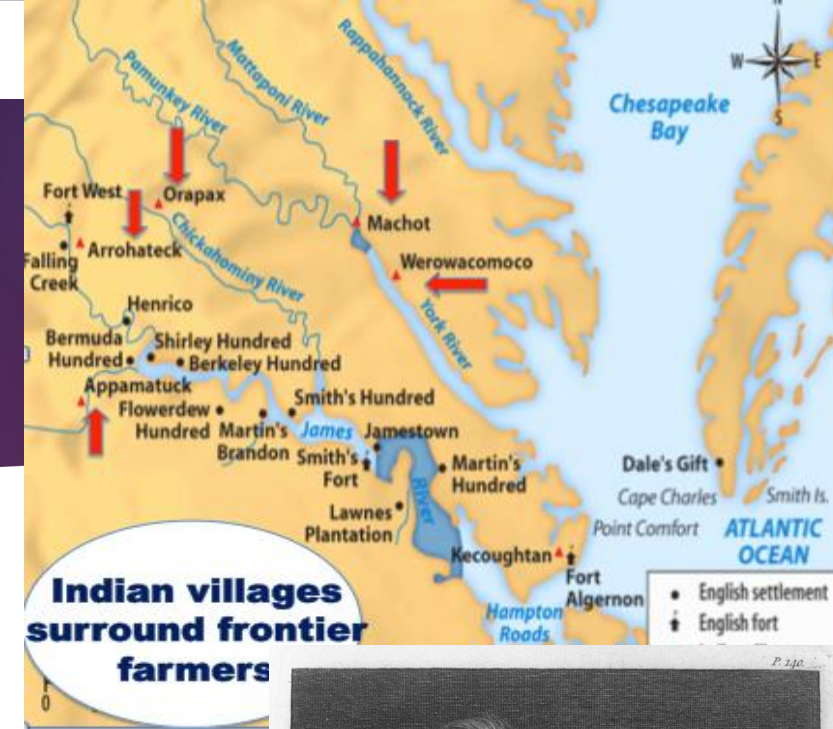 N
W E
S
Rappahannock River
Mattaponi River
Pamunkey River
Chesapeake
Bay
Fort West
Orapax
Machot
Arrohateck
Chickahominy River
Falling
Creek
Werowacomoco
Henrico
York River
Bermuda
Hundred
Shirley Hundred
Berkeley Hundred
Appamatuck
Smith's Hundred
Flowerdew
Hundred
Martin's
Brandon
James
River
Jamestown
Smith's
Fort
Martin's
Hundred
Dale's Gift
Cape Charles
Smith Is.
Lawnes
Plantation
Point Comfort
ATLANTIC
OCEAN
Kecoughtan
Fort
Algernon
Hampton
Roads
English settlement
English fort
Indian villages
surround frontier
farmers
0
P. 240.